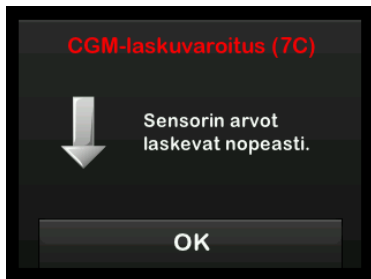 CGM-laskuvaroitus (7C)
Sensorin arvot
laskevat nopeasti.
OK